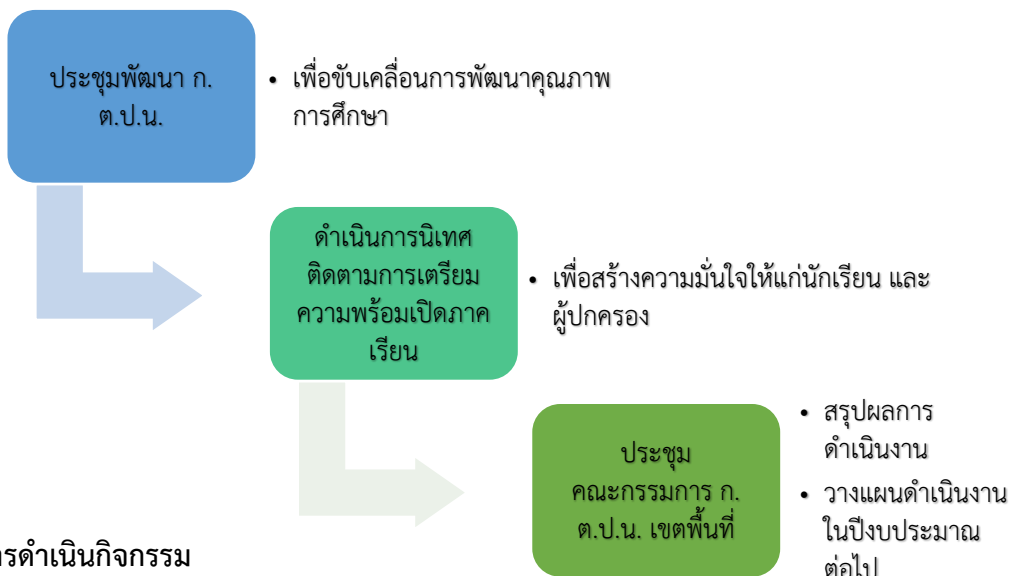 ประชุมพัฒนา ก.
ต.ป.น.
• เพื่อขับเคลื่อนการพัฒนาคุณภาพ
การศึกษา
ดำเนินการนิเทศ
ติดตามการเตรียม
ความพร้อมเปิดภาค
เรียน
• เพื่อสร้างความมั่นใจให้แก่นักเรียน และ
ผู้ปกครอง
ประชุม
คณะกรรมการ ก.
ต.ป.น. เขตพื้นที่
• สรุปผลการ
ดำเนินงาน
• วางแผนดำเนินงาน
ในปีงบประมาณ
ต่อไป
ารดำเนินกิจกรรม